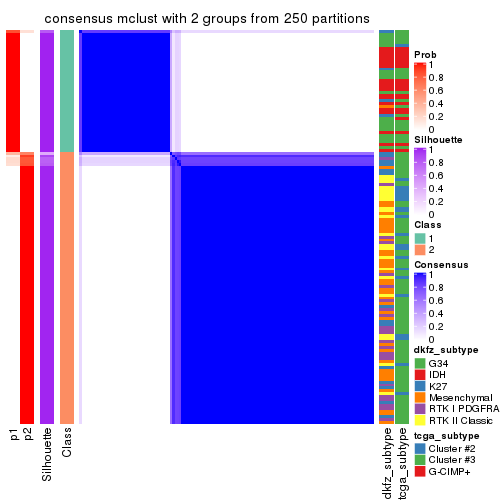 consensus mclust with 2 groups from 250 partitions
Prob
1
0.8
0.6
0.4
0.2
0
Silhouette
1
0.8
0.6
0.4
0.2
0
Class
1
2
Consensus
1
0.8
0.6
0.4
0.2
0
dkfz_subtype
G34
IDH
K27
Mesenchymal
RTK I PDGFRA
RTK II Classic
tcga_subtype
Cluster #2
Cluster #3
G-CIMP+
p1
p2
Silhouette
Class
dkfz_subtype
tcga_subtype